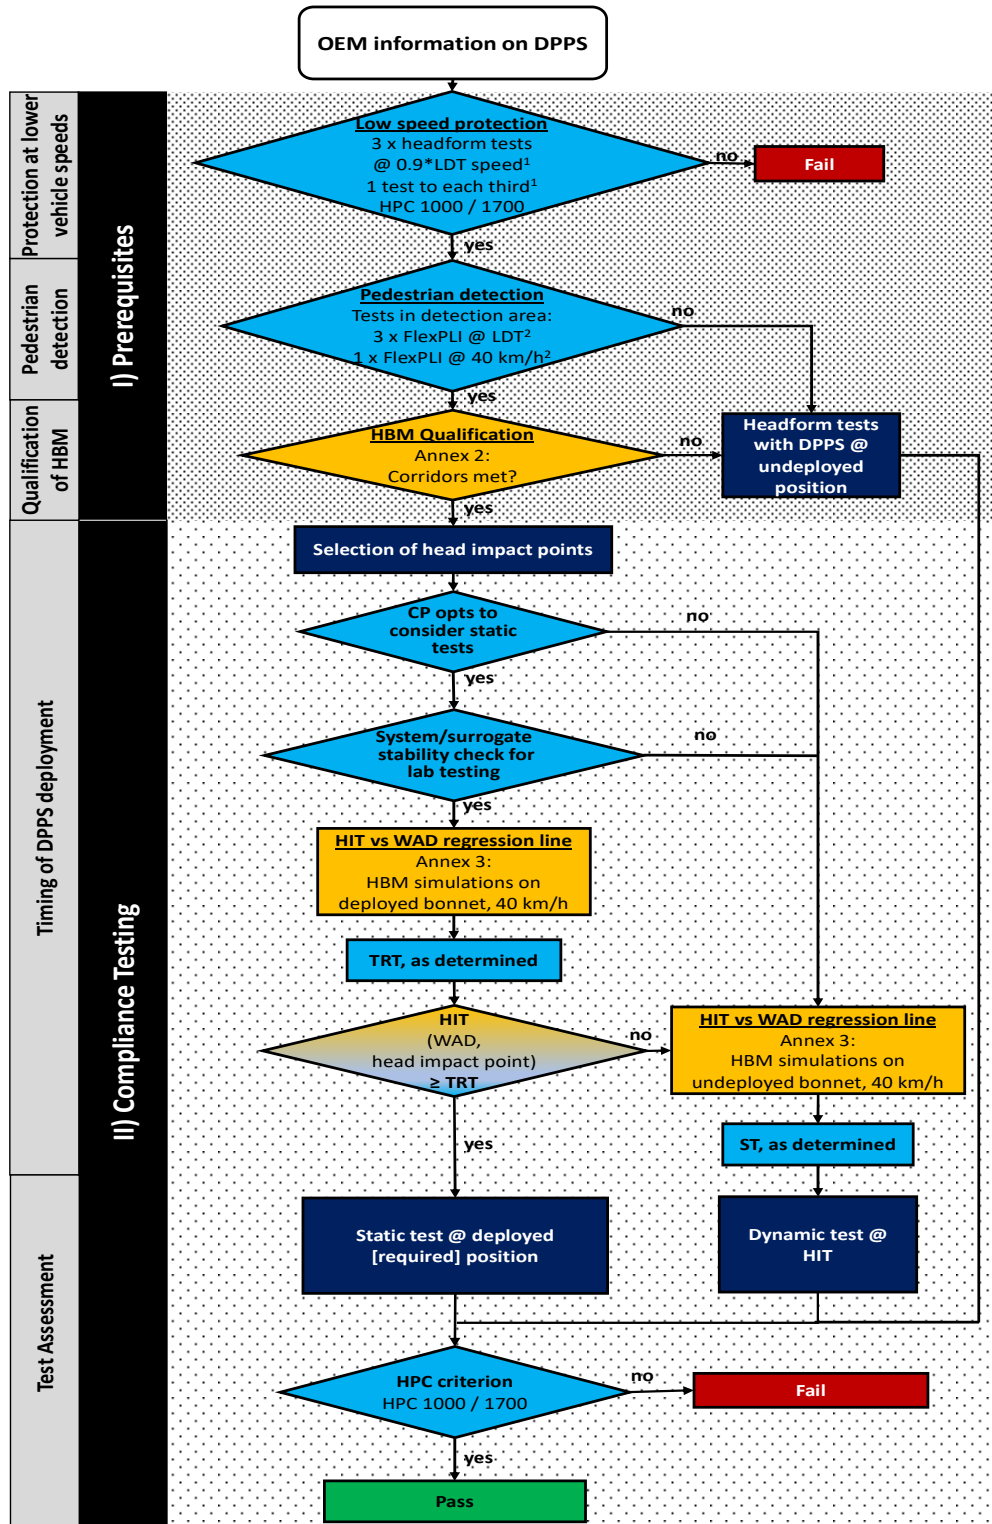 OEM information on DPPS
Protection at lower
vehicle speeds
Pedestrian
detection
Qualification
of HBM
Timing of DPPS deployment
Test Assessment
I) Prerequisites
II) Compliance Testing
Low speed protection
3 x headform tests
@ 0.9*LDT speed¹
1 test to each third¹
HPC 1000 / 1700
no
Fail
yes
Pedestrian detection
Tests in detection area:
3 x FlexPLI @ LDT²
1 x FlexPLI @ 40 km/h²
no
yes
HBM Qualification
Annex 2:
Corridors met?
no
Headform tests
with DPPS @
undeployed
position
yes
Selection of head impact points
CP opts to
consider static
tests
no
yes
System/surrogate
stability check for
lab testing
no
yes
HIT vs WAD regression line
Annex 3:
HBM simulations on
deployed bonnet, 40 km/h
TRT, as determined
HIT
(WAD,
head impact point)
≥ TRT
no
HIT vs WAD regression line
Annex 3:
HBM simulations on
undeployed bonnet, 40 km/h
yes
ST, as determined
Static test @ deployed
[required] position
Dynamic test @
HIT
HPC criterion
HPC 1000 / 1700
no
Fail
yes
Pass